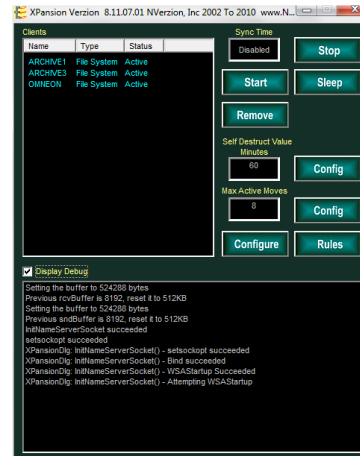 XPansion Verzion 8.11.07.01 NVerzion, Inc 2002 To 2010 www.N...
Clients
Name Type Status
ARCHIVE1 File System Active
ARCHIVE3 File System Active
OMNEON File System Active
Sync Time
Disabled
Stop
Start
Sleep
Remove
Self Destruct Value
Minutes
60
Config
Max Active Moves
8
Config
Configure
Rules
Display Debug
Setting the buffer to 524288 bytes
Previous rcvBuffer is 8192, reset it to 512KB
Setting the buffer to 524288 bytes
Previous sndBuffer is 8192, reset it to 512KB
InitNameServerSocket succeeded
setsockopt succeeded
XPansionDlg: InitNameServerSocket() - setsockopt succeeded
XPansionDlg: InitNameServerSocket() - Bind succeeded
XPansionDlg: InitNameServerSocket() - WSAStartup Succeeded
XPansionDlg: InitNameServerSocket() - Attempting WSAStartup